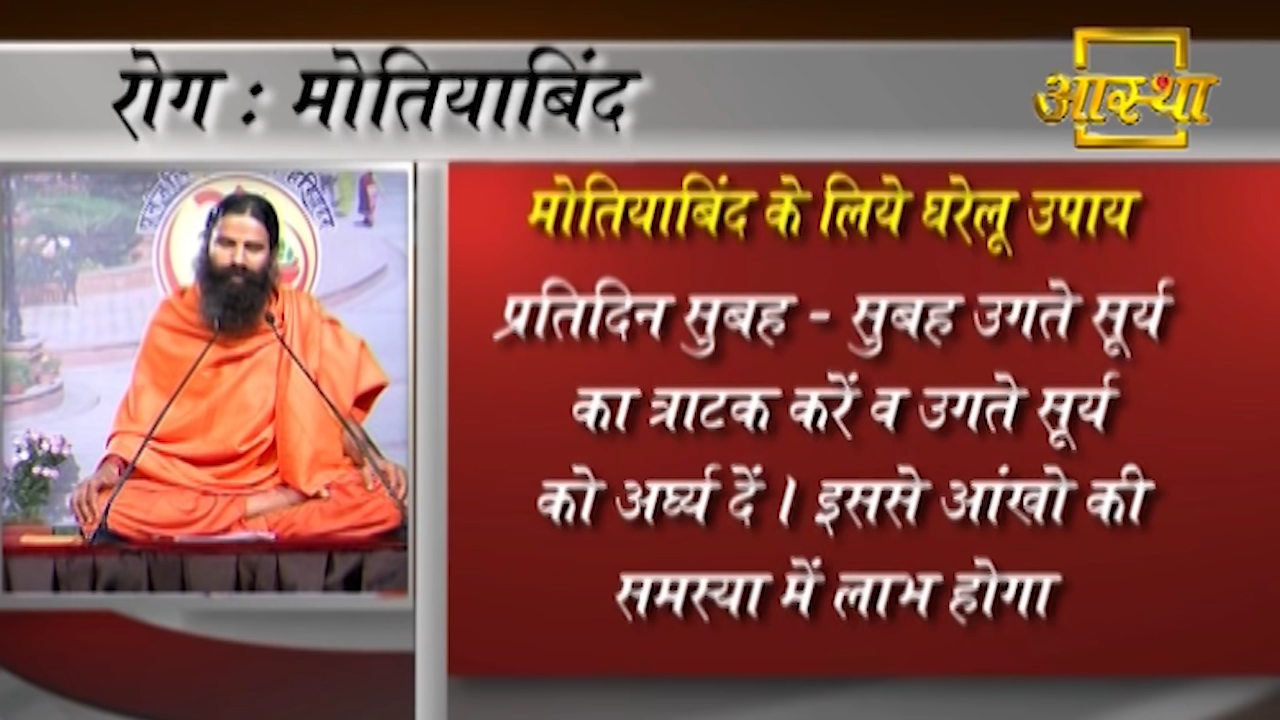 रोग : मोतियाबिंद
आस्था
मोतियाबिंद के लिये घरेलू उपाय
प्रतिदिन सुबह - सुबह उगते सूर्य
का त्राटक करें व उगते सूर्य
को अर्घ्य दें । इससे आंखो की
समस्या में लाभ होगा